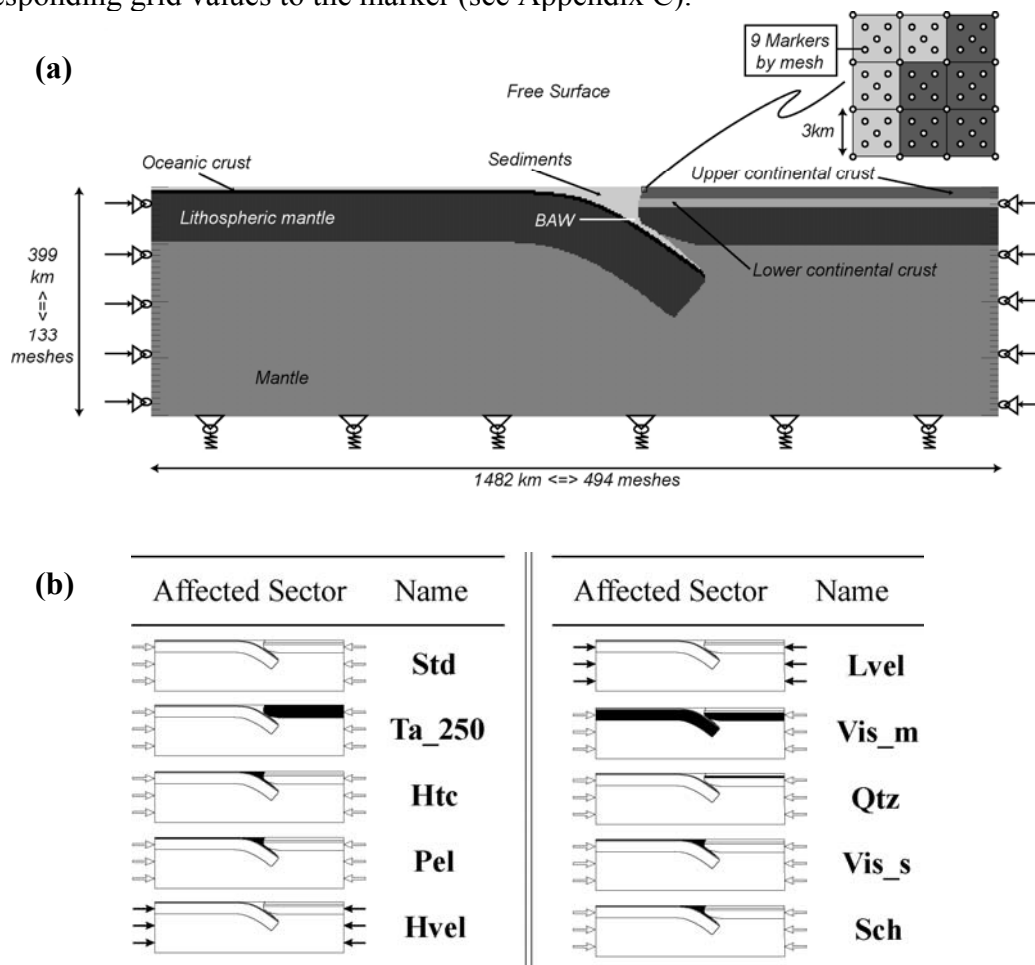 esponding grid values to the marker (see Appendix C).
(a)
9 Markers
by mesh
Free Surface
3km
Oceanic crust
Sediments
Upper continental crust
Lithospheric mantle
BAW
399
km
<=>
133
meshes
Lower continental crust
Mantle
1482 km <=> 494 meshes
(b)
Affected Sector Name
Std
Ta_250
Htc
Pel
Hvel
Affected Sector Name
Lvel
Vis_m
Qtz
Vis_s
Sch